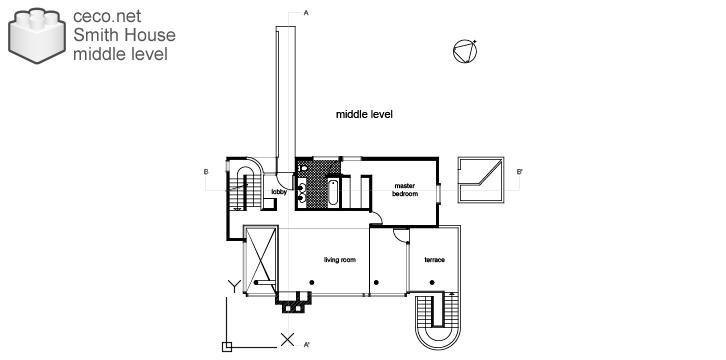 ceco.net
Smith House
middle level
A
middle level
B
B'
lobby
master
bedroom
living room
terrace
Y
X
A'